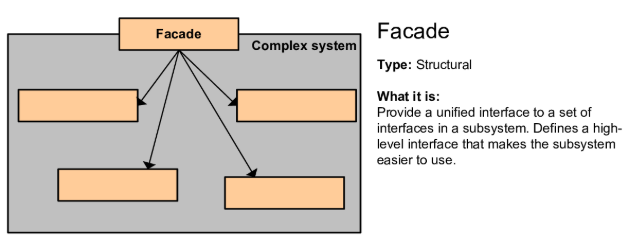 Facade
Complex system
Facade
Type: Structural
What it is:
Provide a unified interface to a set of
interfaces in a subsystem. Defines a high-
level interface that makes the subsystem
easier to use.